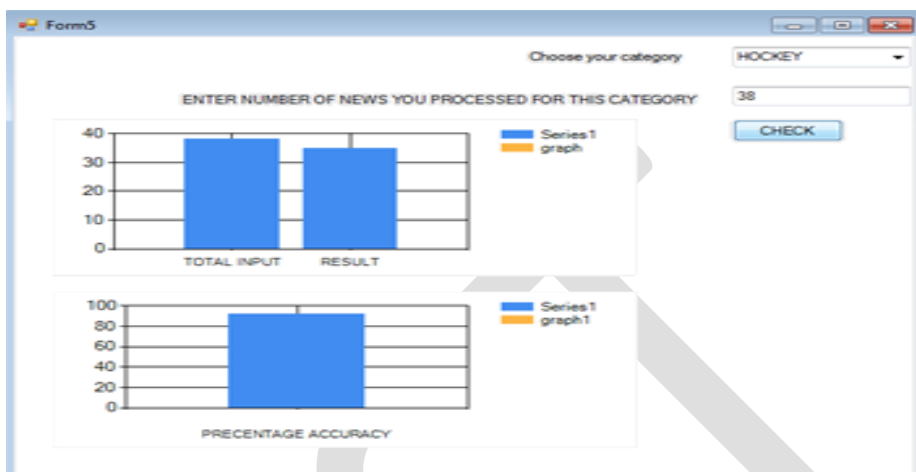 Form5
Choose your category
HOCKEY
ENTER NUMBER OF NEWS YOU PROCESSED FOR THIS CATEGORY
38
CHECK
40
30
20
10
0
TOTAL INPUT RESULT
Series1
graph
100
80
60
40
20
0
PRECENTAGE ACCURACY
Series1
graph1